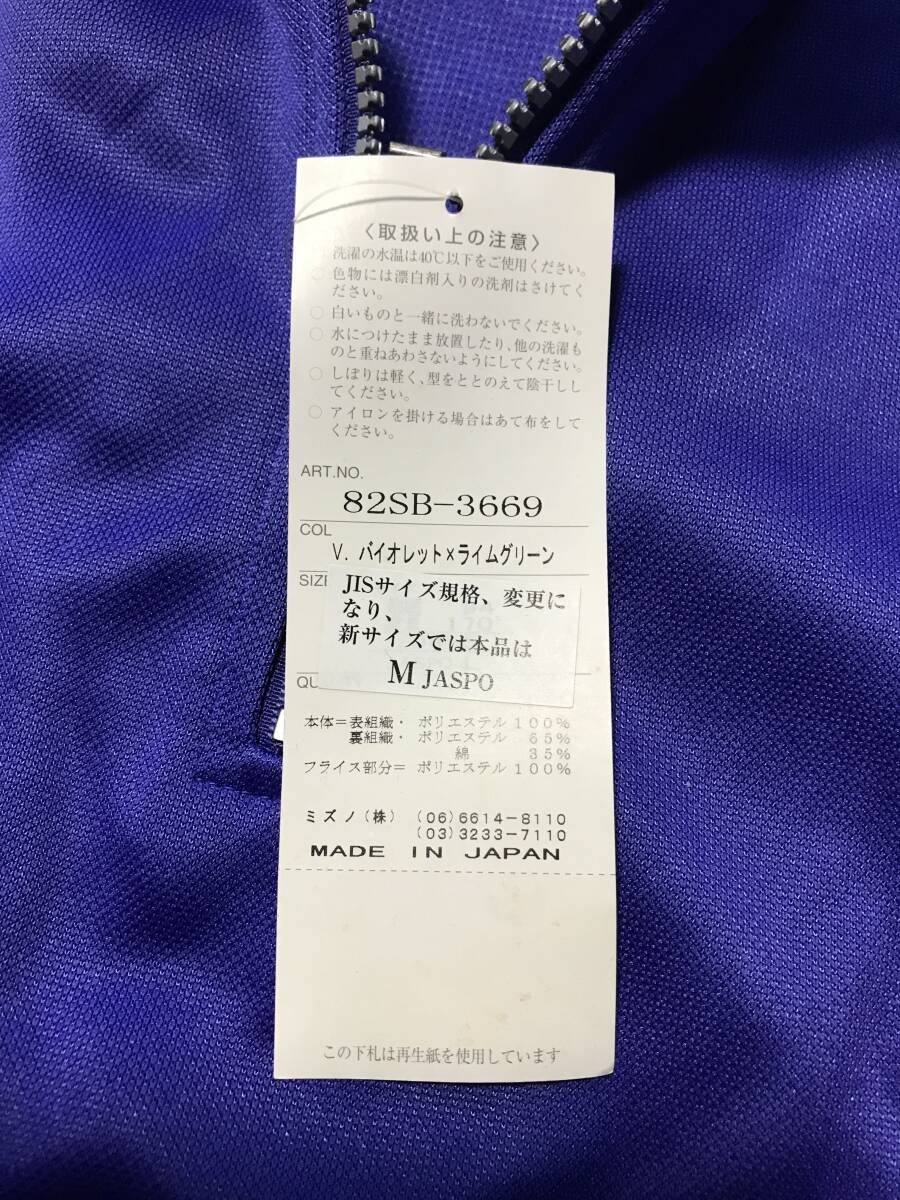 〈取扱い上の注意〉
洗濯の水温は40℃以下をご使用ください。
○色物には漂白剤入りの洗剤はさけてく
ださい。
○白いものと一緒に洗わないでください。
○水につけたまま放置したり、他の洗濯も
のと重ねあわさないようにしてください。
○しぼりは軽く、型をととのえて陰干しし
てください。
○アイロンを掛ける場合はあて布をして
ください。
ART.NO.
82SB-3669
COL
V. バイオレット×ライムグリーン
SIZE
JISサイズ規格、変更に
なり、
新サイズでは本品は
M JASPO
本体=表組織・ ポリエステル 100%
裏組織・ ポリエステル 65%
綿 35%
フライス部分= ポリエステル 100%
ミズノ(株) (06)6614-8110
(03)3233-7110
MADE IN JAPAN
この下札は再生紙を使用しています